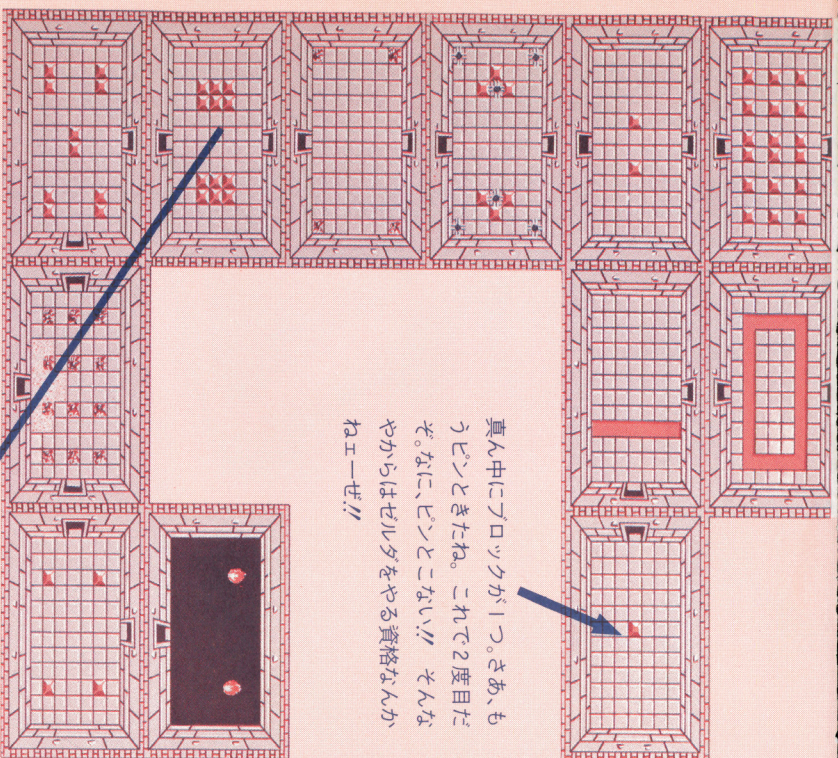 真ん中にブロックが1つ。さあ、も
うピンときたね。これで2度目だ
ぞ。なに、ピンとこない!! そんな
やからはゼルダをやる資格なんか
ねェーぜ!!